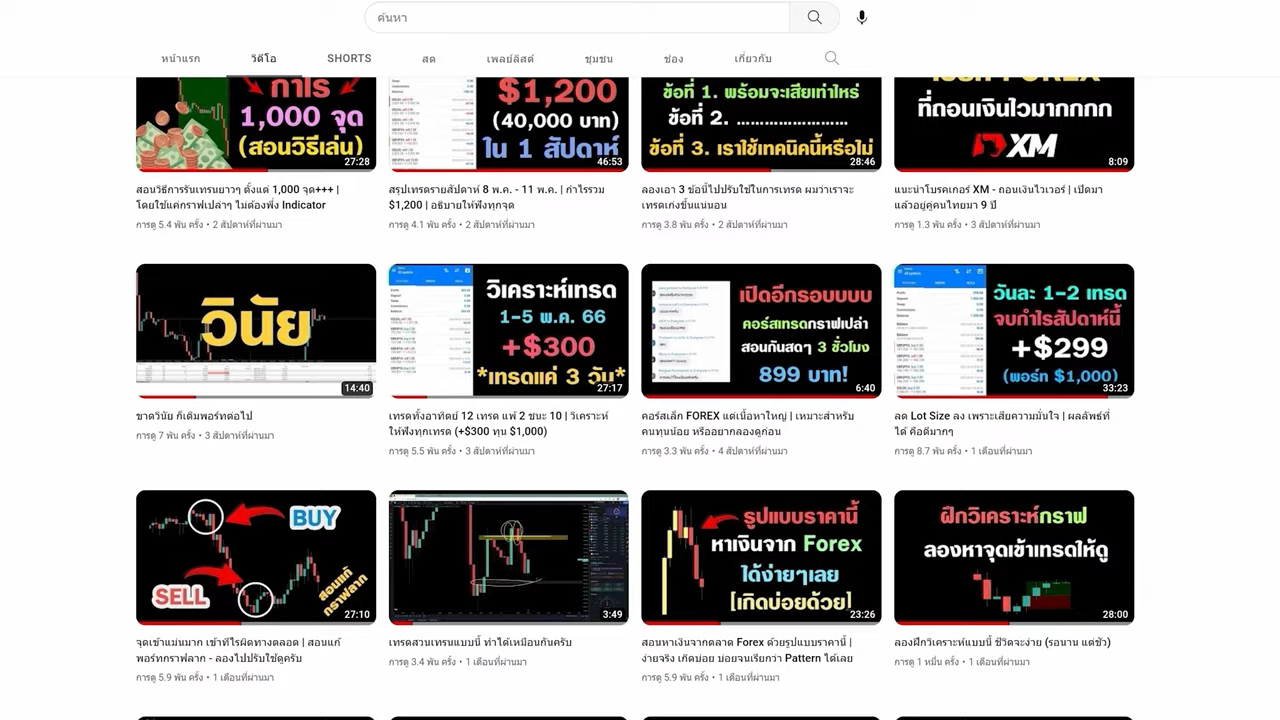 ค้นหา
หน้าแรก
วิดีโอ
SHORTS
สด
เพลย์ลิสต์
ชุมชน
ช่อง
เกี่ยวกับ
กำไร
1,000 จุด
(สอนวิธีเล่น)
27:28
$1,200
(40,000 บาท)
ใน 1 สัปดาห์
46:53
ข้อที่ 1. พร้อมจะเสียเท่าไหร่
ข้อที่ 2. .....................
ข้อที่ 3. เราใช้เทคนิคนี้หรือไม่
28:46
ที่ถอนเงินไวมากกกก
XM
8:09
สอนวิธีการรันเทรนยาวๆ ตั้งแต่ 1,000 จุด+++ |
โดยใช้แค่กราฟเปล่าๆ ไม่ต้องพึ่ง Indicator
การดู 5.4 พัน ครั้ง • 2 สัปดาห์ที่ผ่านมา
สรุปเทรดรายสัปดาห์ 8 พ.ค. - 11 พ.ค. | กำไรรวม
$1,200 | อธิบายให้ฟังทุกจุด
การดู 4.1 พัน ครั้ง • 2 สัปดาห์ที่ผ่านมา
ลองเอา 3 ข้อนี้ไปปรับใช้ในการเทรด ผมว่าเราจะ
เทรดเก่งขึ้นแน่นอน
การดู 3.8 พัน ครั้ง • 2 สัปดาห์ที่ผ่านมา
แนะนำโบรคเกอร์ XM - ถอนเงินไวเวอร์ | เปิดมา
แล้วอยู่คู่คนไทยมา 9 ปี
การดู 1.3 พัน ครั้ง • 3 สัปดาห์ที่ผ่านมา
วินัย
14:40
วิเคราะห์เทรด
1-5 พ.ค. 66
+$300
*เทรดแค่ 3 วัน*
27:17
เปิดอีกรอบบบบ
คอร์สเทรดกราฟเปล่า
สอนกันสดๆ 3 ชั่วโมง
899 บาท!
6:40
วันละ 1-2 เทรด
จบกำไรสัปดาห์นี้
+$299
(พอร์ท $1,000)
33:23
ขาดวินัย ก็เติมพอร์ทต่อไป
การดู 7 พัน ครั้ง • 3 สัปดาห์ที่ผ่านมา
เทรดทั้งอาทิตย์ 12 เทรด แพ้ 2 ชนะ 10 | วิเคราะห์
ให้ฟังทุกเทรด (+$300 ทุน $1,000)
การดู 5.5 พัน ครั้ง • 3 สัปดาห์ที่ผ่านมา
คอร์สเล็ก FOREX แต่เนื้อหาใหญ่ | เหมาะสำหรับ
คนทุนน้อย หรืออยากลองดูก่อน
การดู 3.3 พัน ครั้ง • 4 สัปดาห์ที่ผ่านมา
ลด Lot Size ลง เพราะเสียความมั่นใจ | ผลลัพธ์ที่
ได้ คือดีมากๆ
การดู 8.7 พัน ครั้ง • 1 เดือนที่ผ่านมา
BUY
SELL
สอนแก้
กราฟลาก
27:10
3:49
รูปแบบราคานี้
หาเงินจาก Forex
ได้ง่ายๆเลย
[เกิดบ่อยด้วย]
23:26
ฝึกวิเคราะห์กราฟ
ลองหาจุดเข้าเทรดให้ดู
28:00
จุดเข้าแม่นมาก เข้าทีไรผิดทางตลอด | สอนแก้
พอร์ทกราฟลาก - ลองไปปรับใช้ดูครับ
การดู 5.9 พัน ครั้ง • 1 เดือนที่ผ่านมา
เทรดสวนเทรนแบบนี้ ทำได้เหมือนกันครับ
การดู 3.4 พัน ครั้ง • 1 เดือนที่ผ่านมา
สอนหาเงินจากตลาด Forex ด้วยรูปแบบราคานี้ |
ง่ายจริง เกิดบ่อย บ่อยจนเรียกว่า Pattern ได้เลย
การดู 5.9 พัน ครั้ง • 1 เดือนที่ผ่านมา
ลองฝึกวิเคราะห์แบบนี้ ชีวิตจะง่าย (รอนาน แต่ชัว)
การดู 1 หมื่น ครั้ง • 1 เดือนที่ผ่านมา